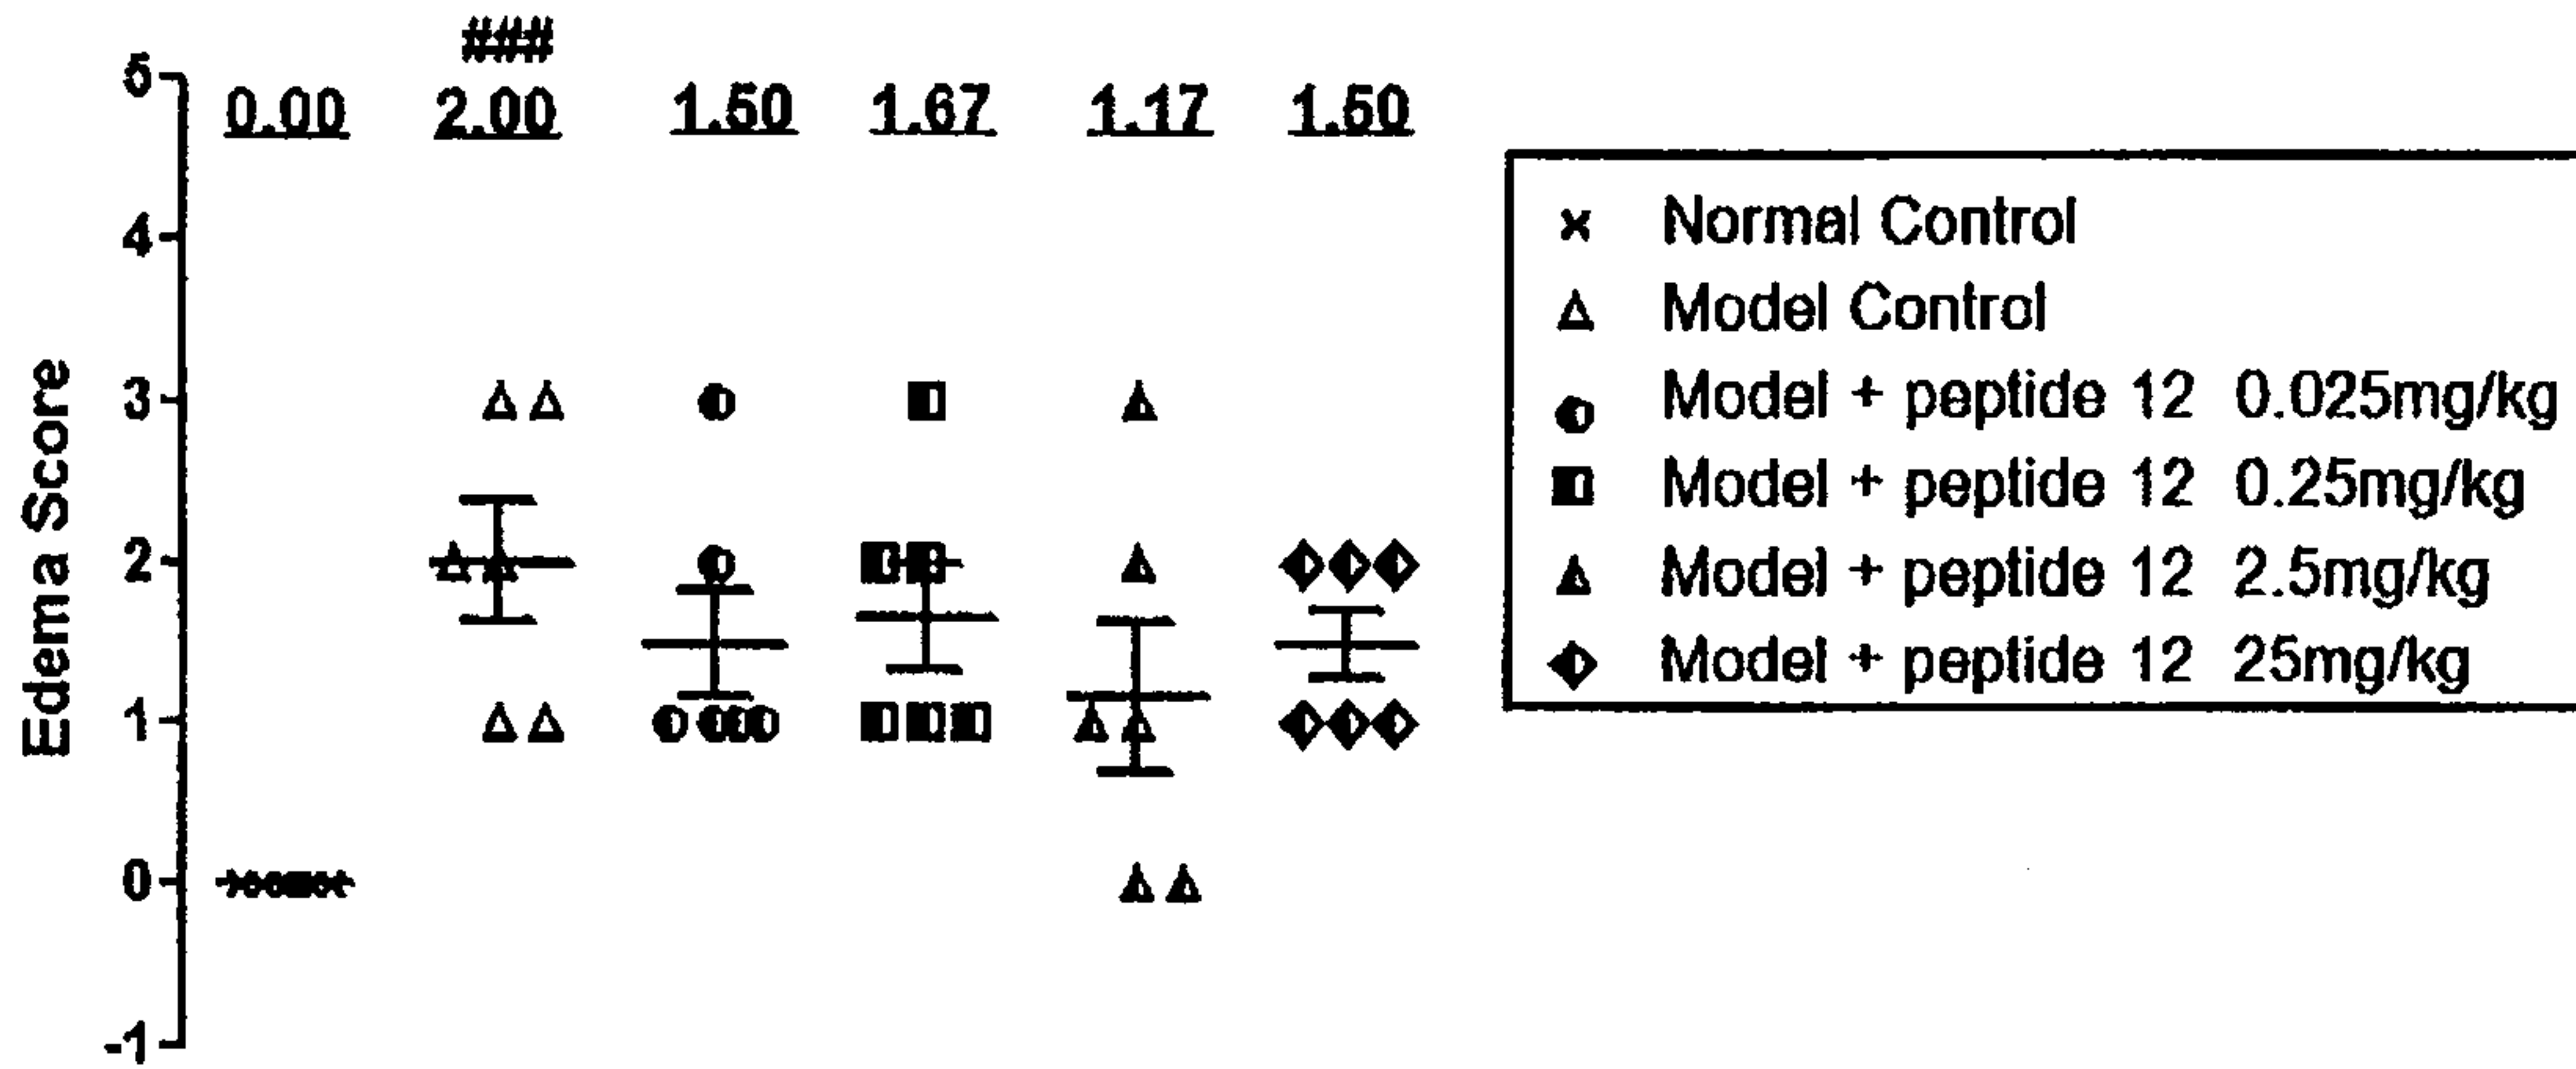 ###
0.00 2.00 1.50 1.67 1.17 1.50
5
4
3
2
1
0
-1
Edema Score
Normal Control
Model Control
Model + peptide 12 0.025mg/kg
Model + peptide 12 0.25mg/kg
Model + peptide 12 2.5mg/kg
Model + peptide 12 25mg/kg